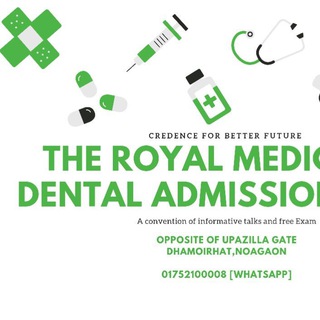 CREDENCE FOR BETTER FUTURE
THE ROYAL MEDIC
DENTAL ADMISSION
A convention of informative talks and free Exam
OPPOSITE OF UPAZILLA GATE
DHAMOIRHAT,NOAGAON
01752100008 [WHATSAPP]